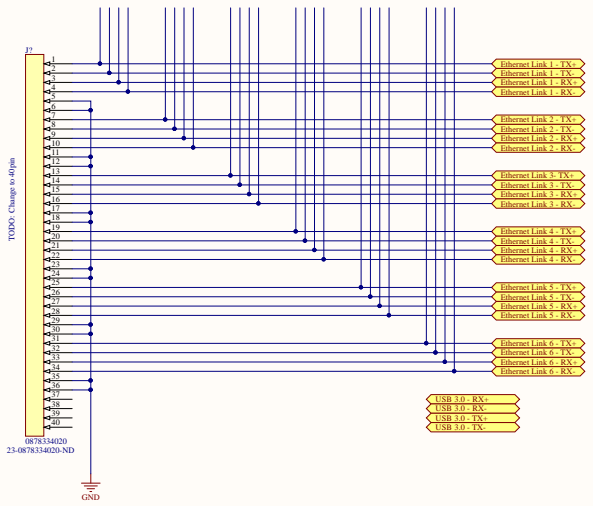 J?
1
Ethernet Link 1 - TX+
2
Ethernet Link 1 - TX-
3
Ethernet Link 1 - RX+
4
Ethernet Link 1 - RX-
5
6
7
Ethernet Link 2 - TX+
8
Ethernet Link 2 - TX-
9
Ethernet Link 2 - RX+
10
Ethernet Link 2 - RX-
11
12
13
Ethernet Link 3- TX+
14
Ethernet Link 3 - TX-
15
Ethernet Link 3 - RX+
16
Ethernet Link 3 - RX-
17
18
19
Ethernet Link 4 - TX+
20
Ethernet Link 4 - TX-
21
Ethernet Link 4 - RX+
22
Ethernet Link 4 - RX-
23
24
25
Ethernet Link 5 - TX+
26
Ethernet Link 5 - TX-
27
Ethernet Link 5 - RX+
28
Ethernet Link 5 - RX-
29
30
31
Ethernet Link 6 - TX+
32
Ethernet Link 6 - TX-
33
Ethernet Link 6 - RX+
34
Ethernet Link 6 - RX-
35
36
37
USB 3.0 - RX+
38
USB 3.0 - RX-
39
USB 3.0 - TX+
40
USB 3.0 - TX-
TODO: Change to 40pin
0878334020
23-0878334020-ND
GND